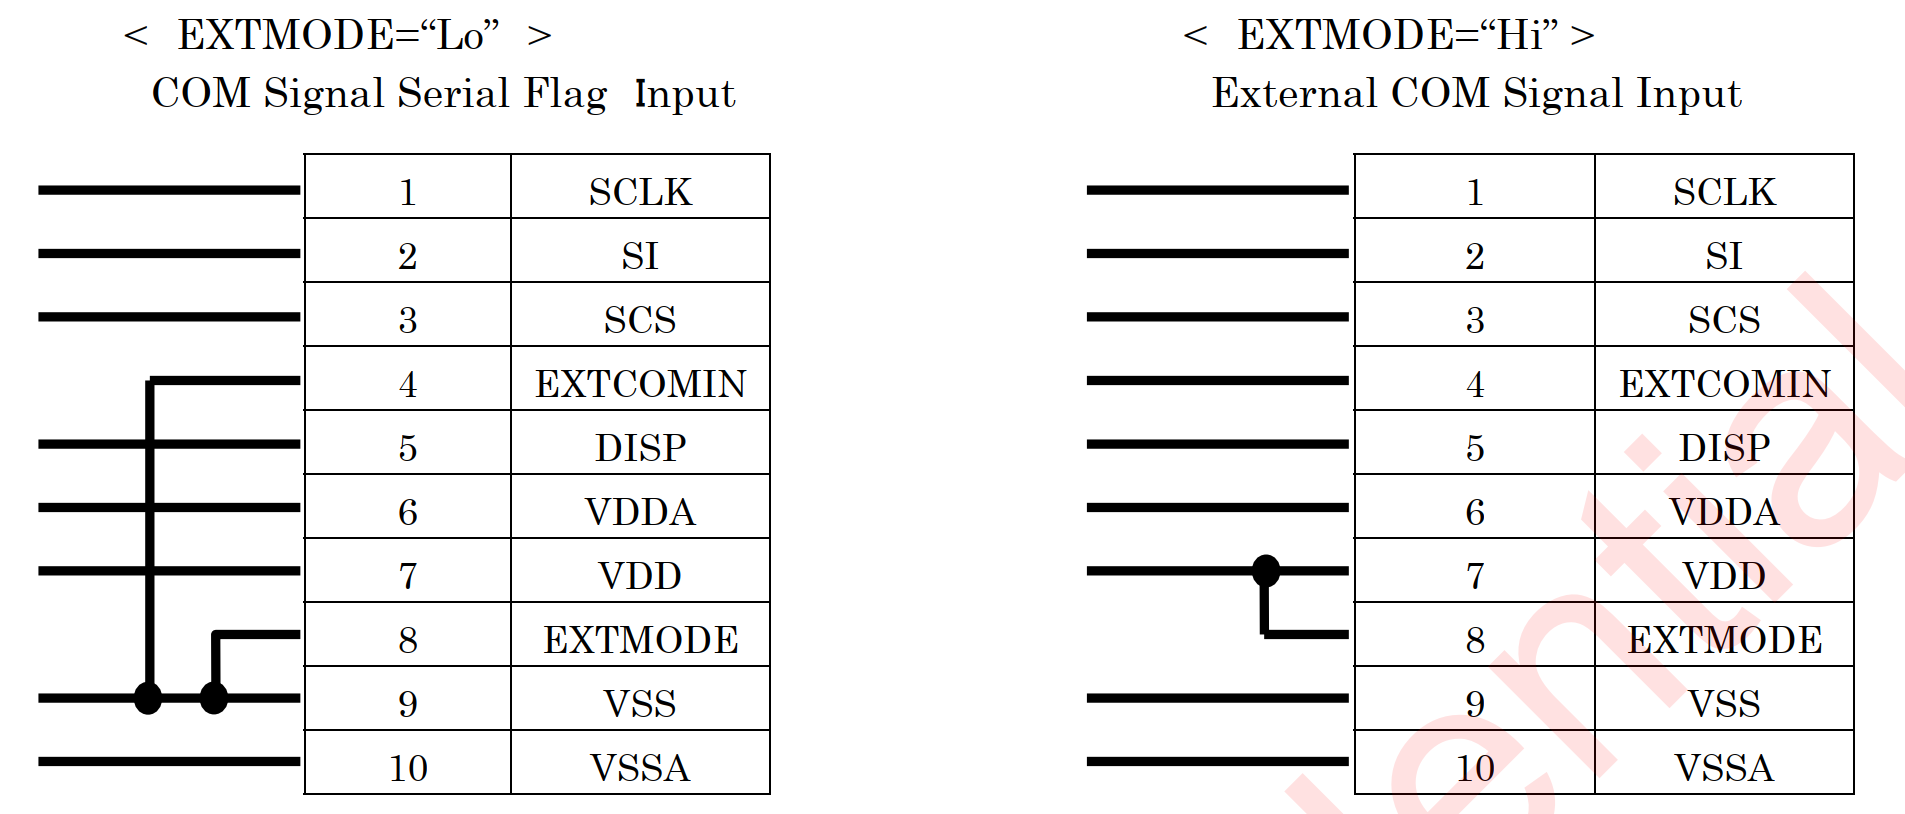 < EXTMODE=“Lo” >
COM Signal Serial Flag Input
1 SCLK
2 SI
3 SCS
4 EXTCOMIN
5 DISP
6 VDDA
7 VDD
8 EXTMODE
9 VSS
10 VSSA
< EXTMODE=“Hi” >
External COM Signal Input
1 SCLK
2 SI
3 SCS
4 EXTCOMIN
5 DISP
6 VDDA
7 VDD
8 EXTMODE
9 VSS
10 VSSA
dential